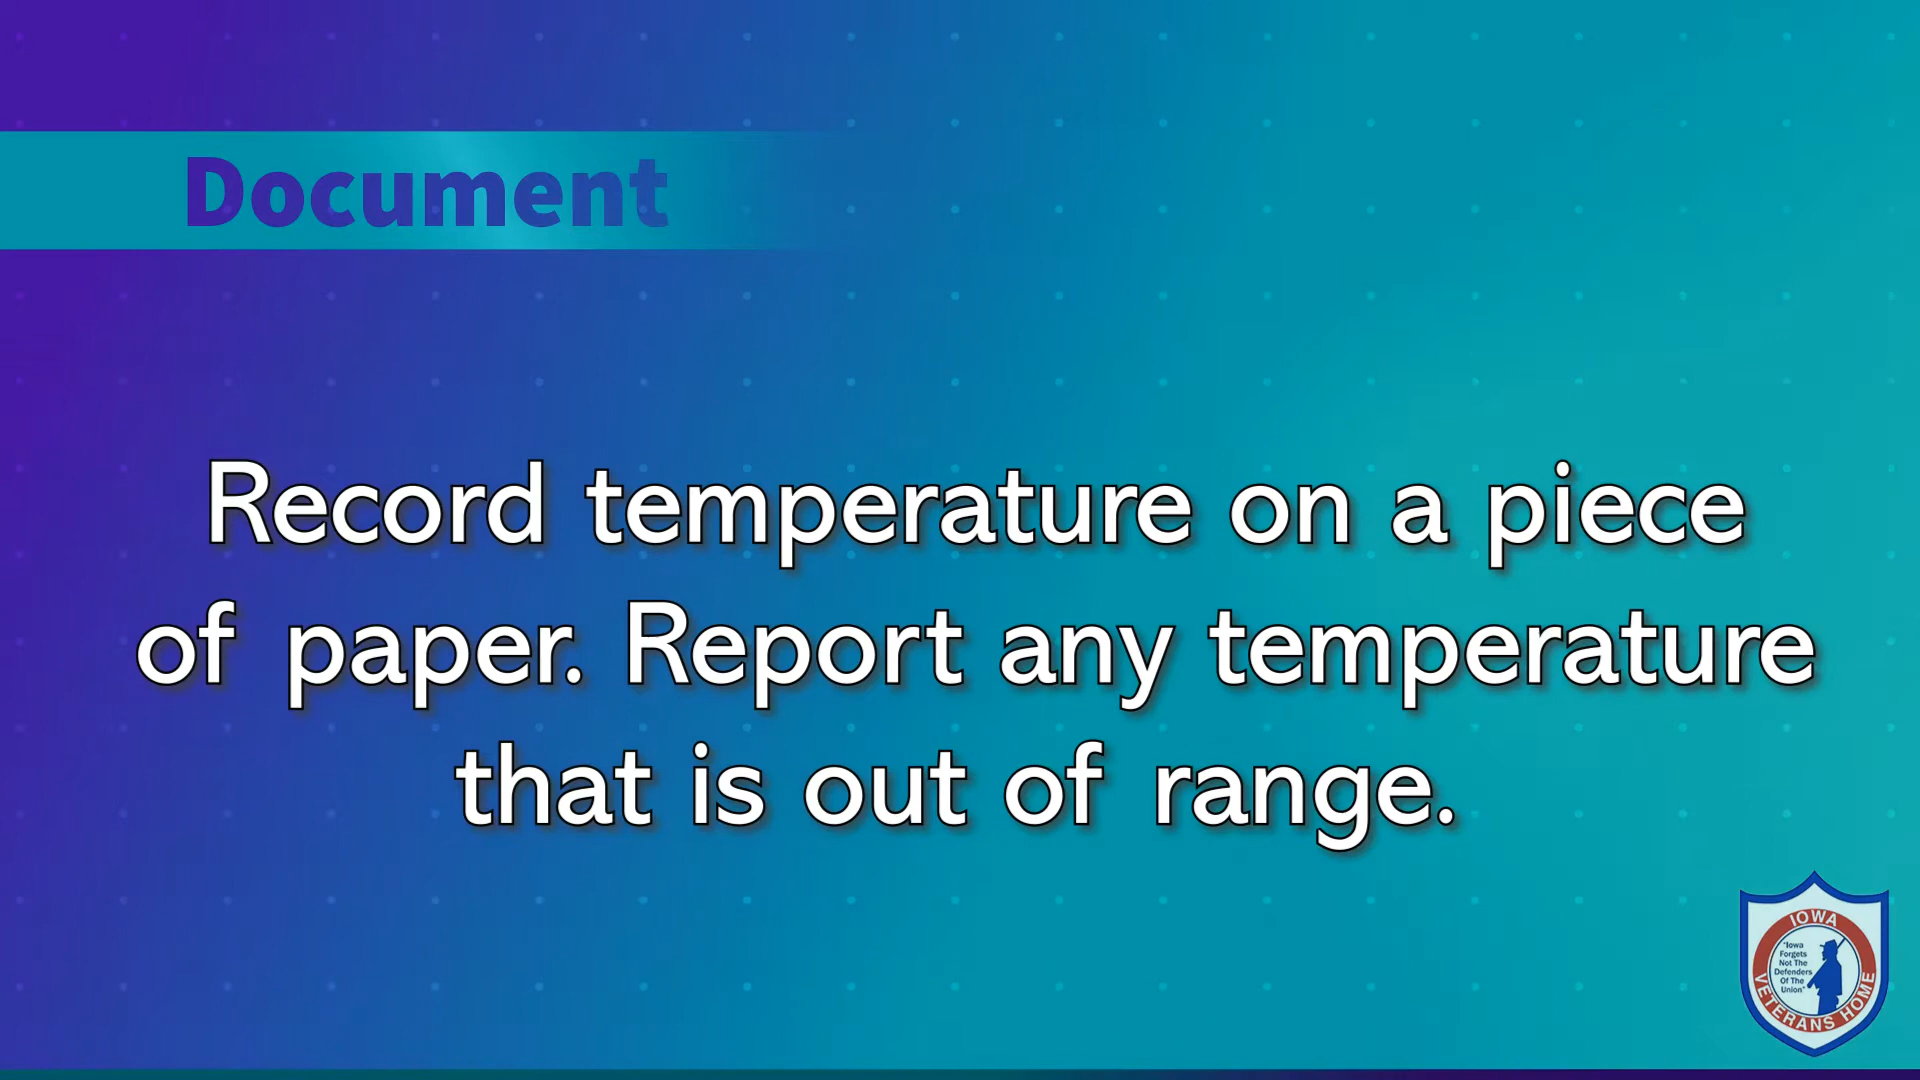 Document
Record temperature on a piece
of paper. Report any temperature
that is out of range.
IOWA
"Iowa
Forgets
Not The
Defenders
Of The
Union"
VETERANS HOME